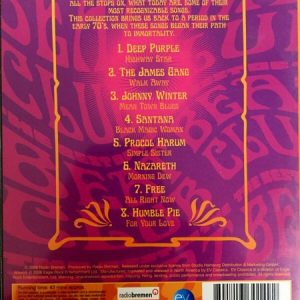 ALL THE STOPS ON, WHAT TODAY ARE, SOME OF THEIR
MOST RECOGNIZABLE SONGS.
THIS COLLECTION BRINGS US BACK TO A PERIOD IN THE
EARLY 70'S, WHEN THESE SONGS BEGAN THEIR PATH
TO IMMORTALITY.
1. DEEP PURPLE
HIGHWAY STAR
2. THE JAMES GANG
WALK AWAY
3. JOHNNY WINTER
MEAN TOWN BLUES
4. SANTANA
BLACK MAGIC WOMAN
5. PROCOL HARUM
SIMPLE SISTER
6. NAZARETH
MORNING DEW
7. FREE
ALL RIGHT NOW
8. HUMBLE PIE
FOR YOUR LOVE
radiobremen